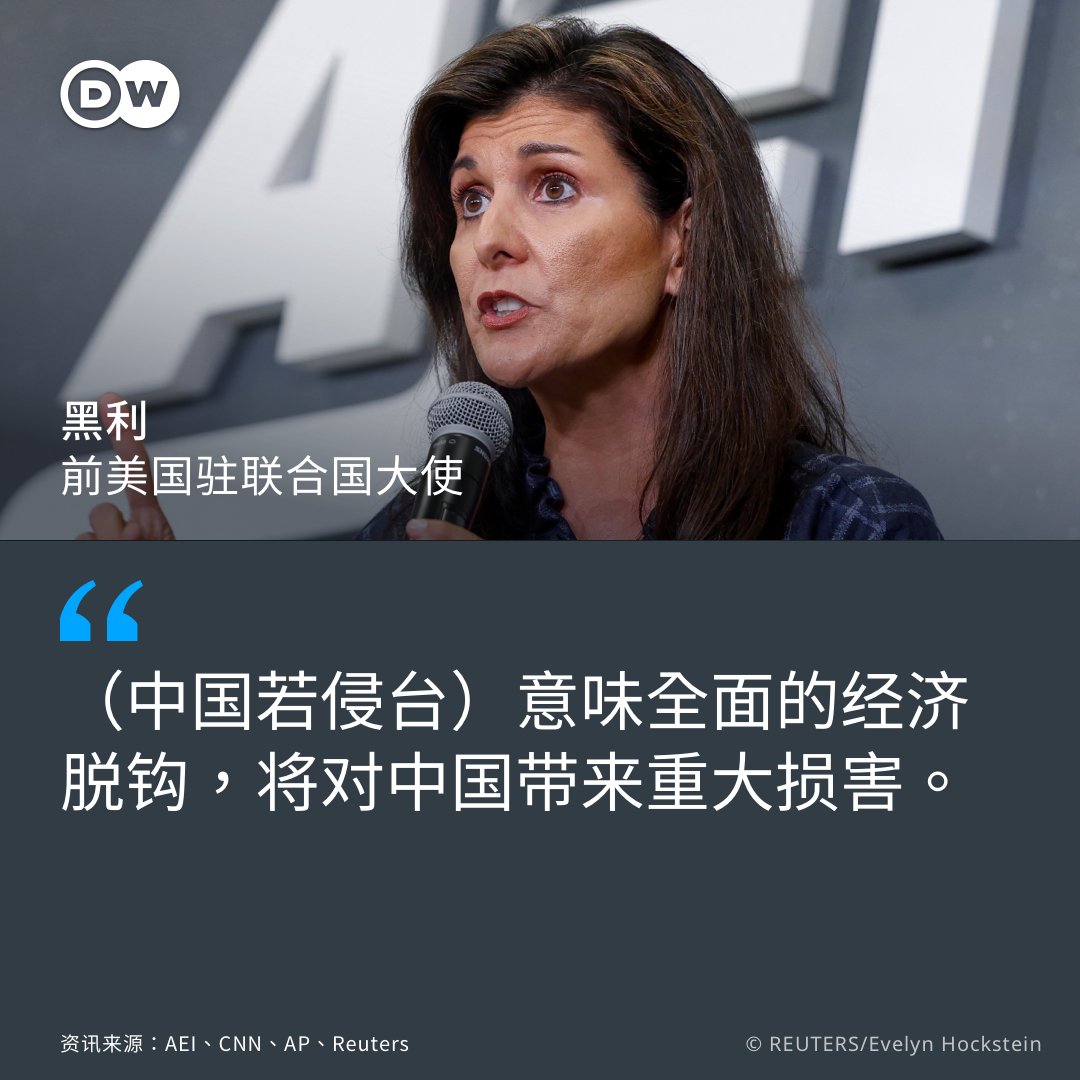 AEI
DW
黑利
前美国驻联合国大使
“
（中国若侵台）意味全面的经济
脱钩，将对中国带来重大损害。
资讯来源：AEI、CNN、AP、Reuters
© REUTERS/Evelyn Hockstein